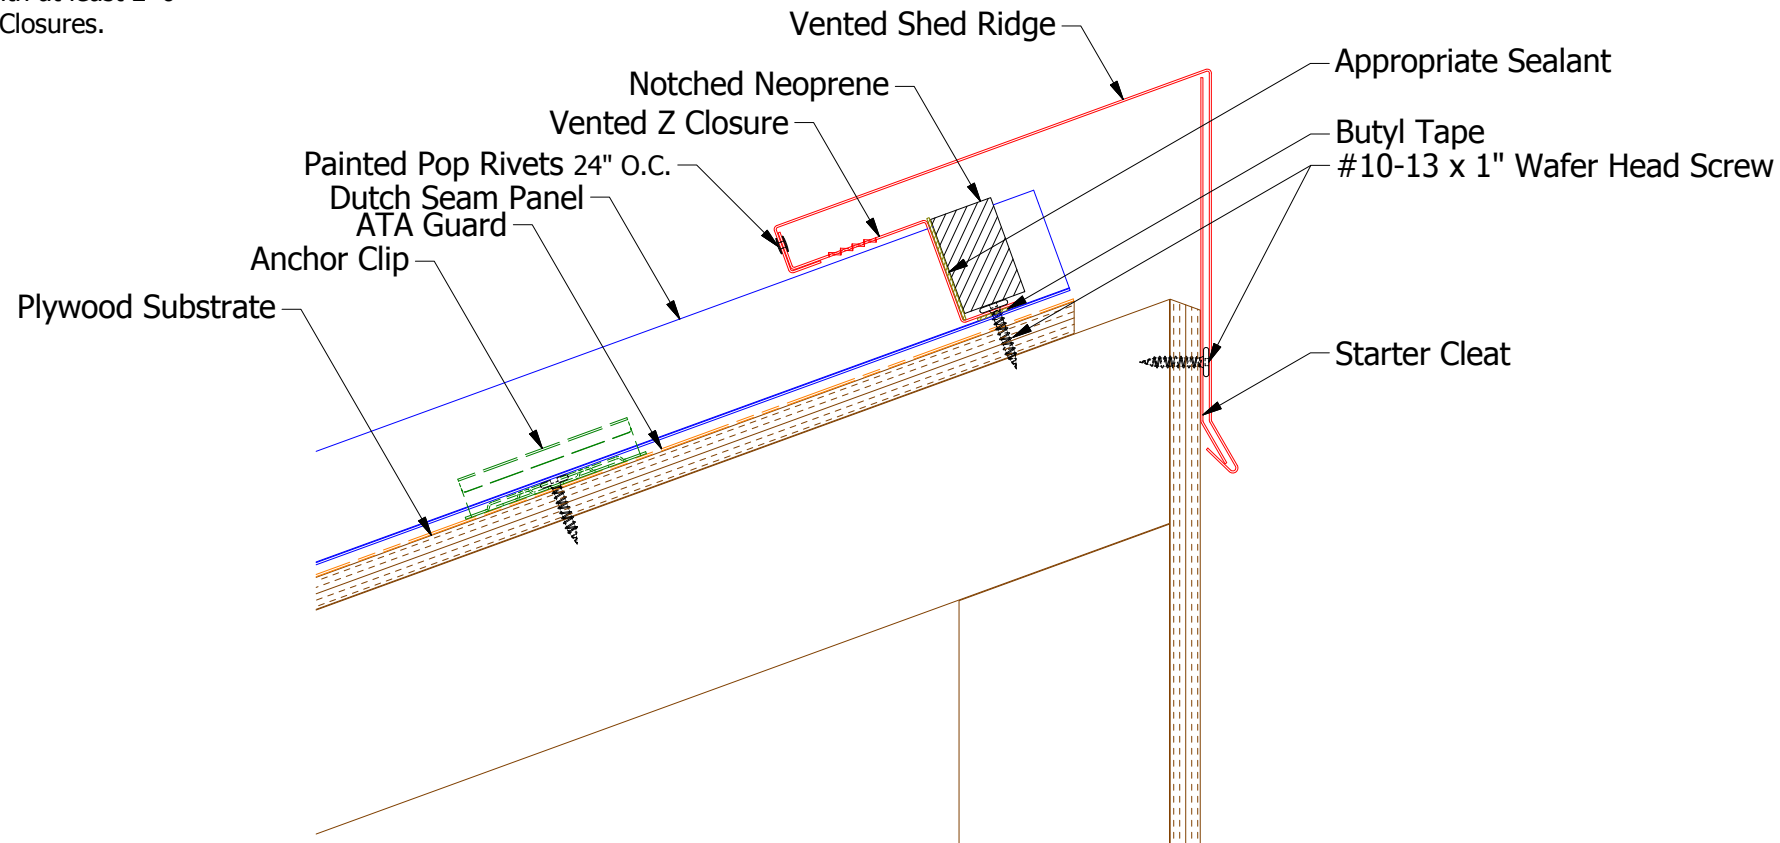 Closures.
Vented Shed Ridge
Appropriate Sealant
Notched Neoprene
Vented Z Closure
Butyl Tape
Painted Pop Rivets 24" O.C.
#10-13 x 1" Wafer Head Screw
Dutch Seam Panel
ATA Guard
Anchor Clip
Plywood Substrate
Starter Cleat